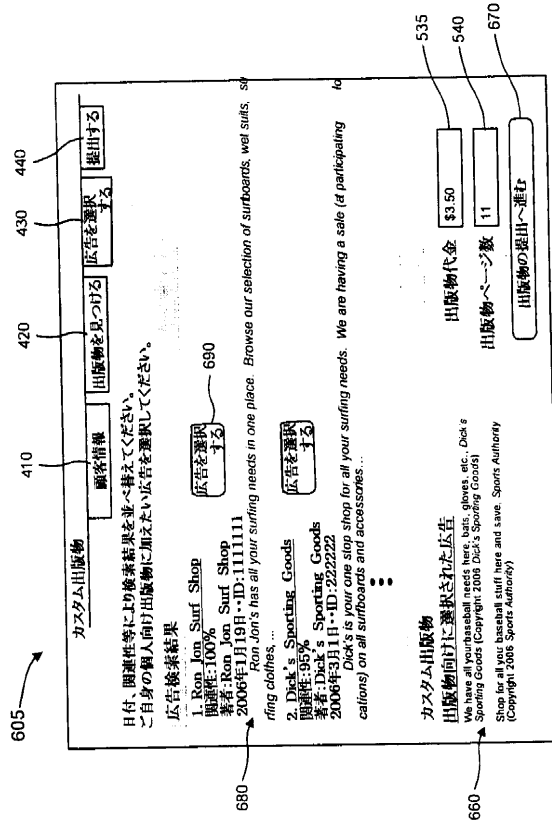 605
カスタム出版物
410
420
430
440
顧客情報
出版物を見つける
広告を選択
する
提出する
日付、関連性等により検索結果を並べ替えてください。
ご自身の個人向け出版物に加えたい広告を選択してください。
広告検索結果
1. Ron Jon Surf Shop
関連性:100%
著者:Ron Jon Surf Shop
2006年1月19日・・ID:1111111
広告を選択
する
690
Ron Jon's has all your surfing needs in one place. Browse our selection of surboards, wet suits, su
rfing clothes, ...
680
2. Dick's Sporting Goods
関連性:95%
著者:Dick's Sporting Goods
2006年3月1日・・ID:2222222
広告を選択
する
Dick's is your one stop shop for all your surfing needs. We are having a sale (at participating lo
cations) on all surfboards and accessories...
カスタム出版物
出版物向けに選択された広告
We have all yourbaseball needs here, bats, gloves, etc., Dick's
Sporting Goods (Copyright 2006 Dick's Sporting Goods)
Shop for all you baseball stuff here and save. Sports Authority
(Copyright 2006 Sports Authority)
660
出版物代金
$3.50
535
出版物ページ数
11
540
出版物の提出へ進む
670